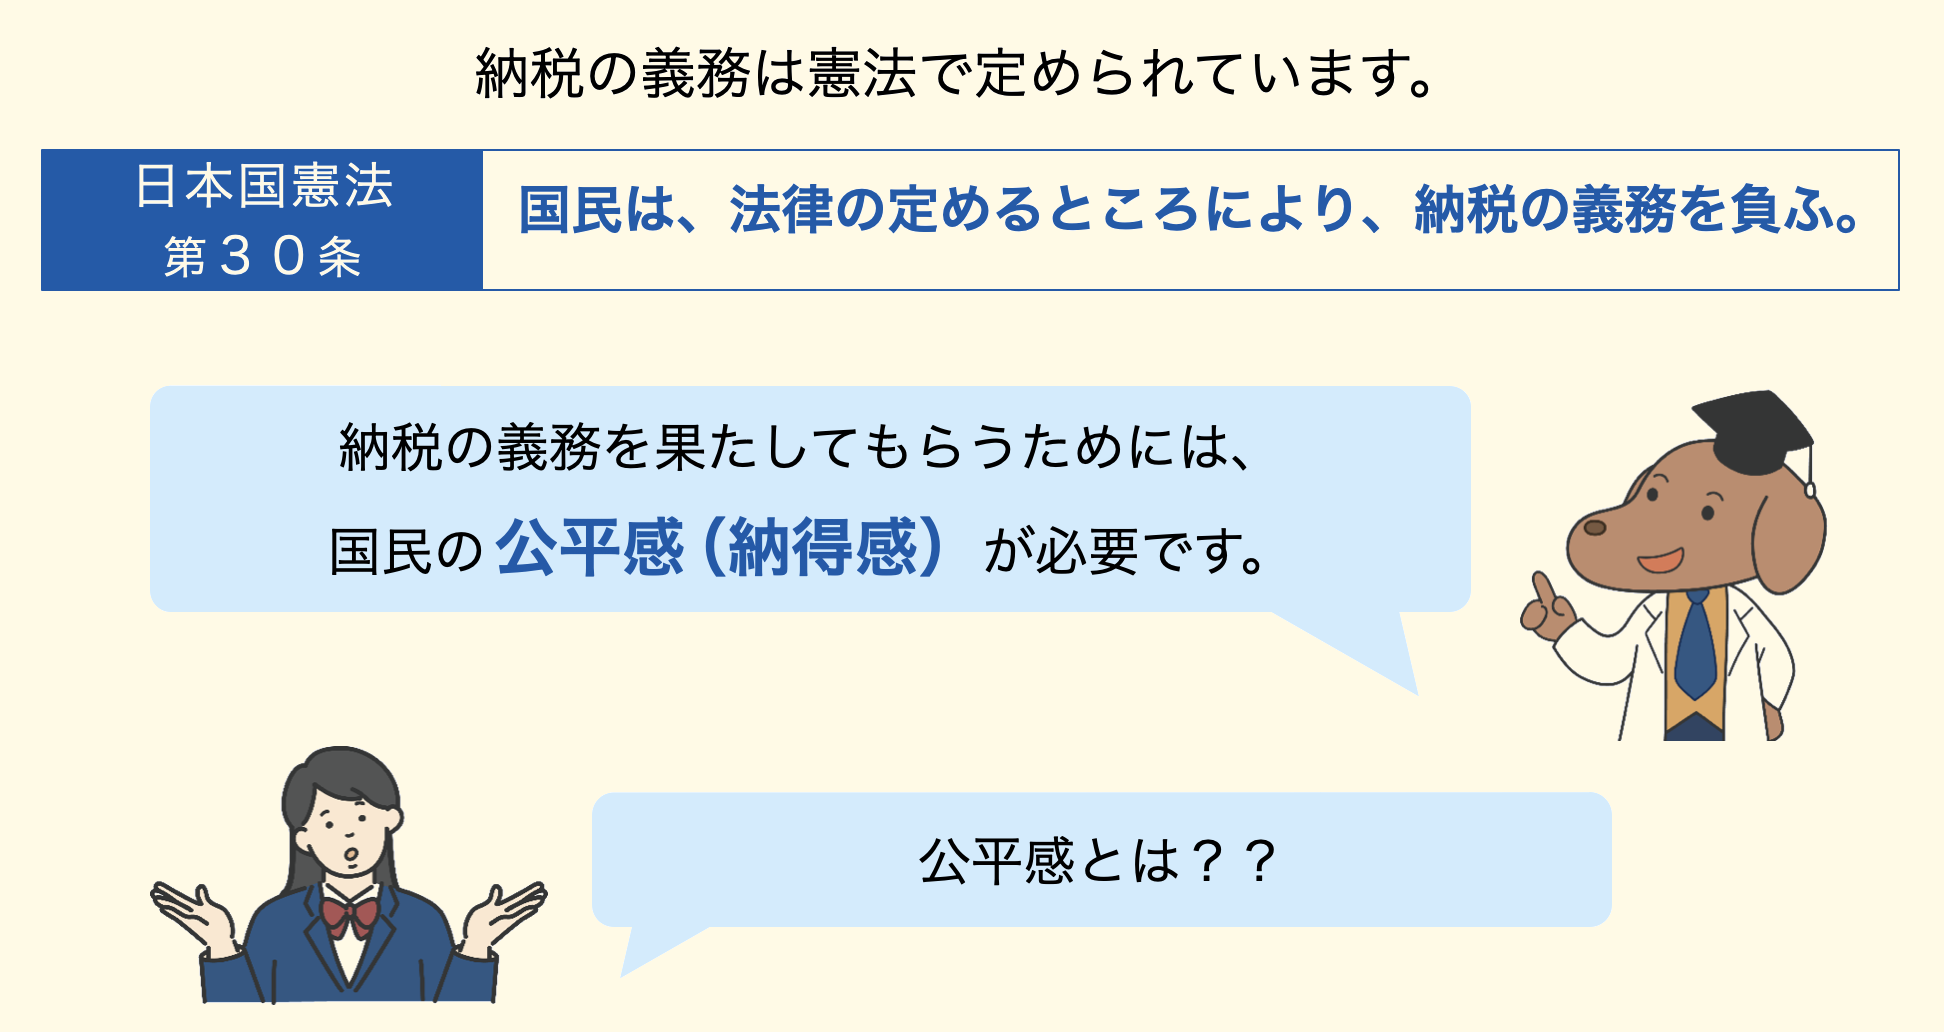 納税の義務は憲法で定められています。
日本国憲法
第３０条
国民は、法律の定めるところにより、納税の義務を負ふ。
納税の義務を果たしてもらうためには、
国民の公平感（納得感）が必要です。
公平感とは？？